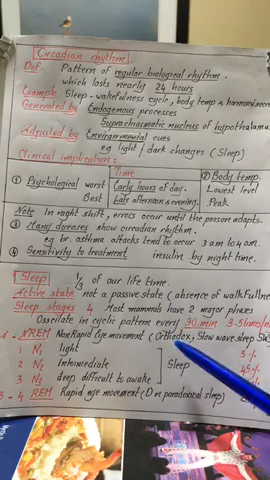 Circadian rhythm
Def Pattern of regular biological rhythm.
which lasts nearly 24 hours
Example Sleep-wakefulness cycle, body temp & hormonal
Generated by Endogenous processes
Suprachiasmatic nucleus of hypothalamu
Adjusted by Environmental cues
eg light / dark changes (Sleep)
Clinical implication:
Time
① Psychological worst Early hours of day.
Best Late afternoon & evening.
② Body temp.
Lowest level
Peak
Note In night shift, errors occur until the person adapts.
③ Many diseases show circadian rhythm.
eg br. asthma attacks tend to occur 3 am to 4 am.
④ Sensitivity to treatment insulin by night time.
Sleep 1/3 of our life time.
Active state not a passive state (absence of wakfullnes
Sleep stages 4 Most mammals have 2 major phases
Osscilate in cyclic pattern every 90 min 3-5 times/n
A - NREM Non Rapid eye movement (Orthodox, Slow wave sleep SWS
1 N1 light 5%
2 N2 Intermediate Sleep 45%
3 N3 deep difficult to awake
B - 4 REM Rapid eye movement (D or paradoxical sleep)